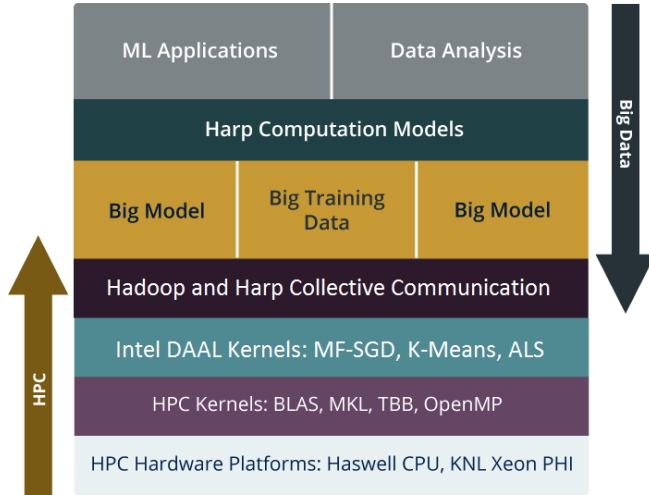 ML Applications
Data Analysis
Harp Computation Models
Big Model
Big Training
Data
Big Model
Hadoop and Harp Collective Communication
Intel DAAL Kernels: MF-SGD, K-Means, ALS
HPC Kernels: BLAS, MKL, TBB, OpenMP
HPC Hardware Platforms: Haswell CPU, KNL Xeon PHI
HPC
Big Data